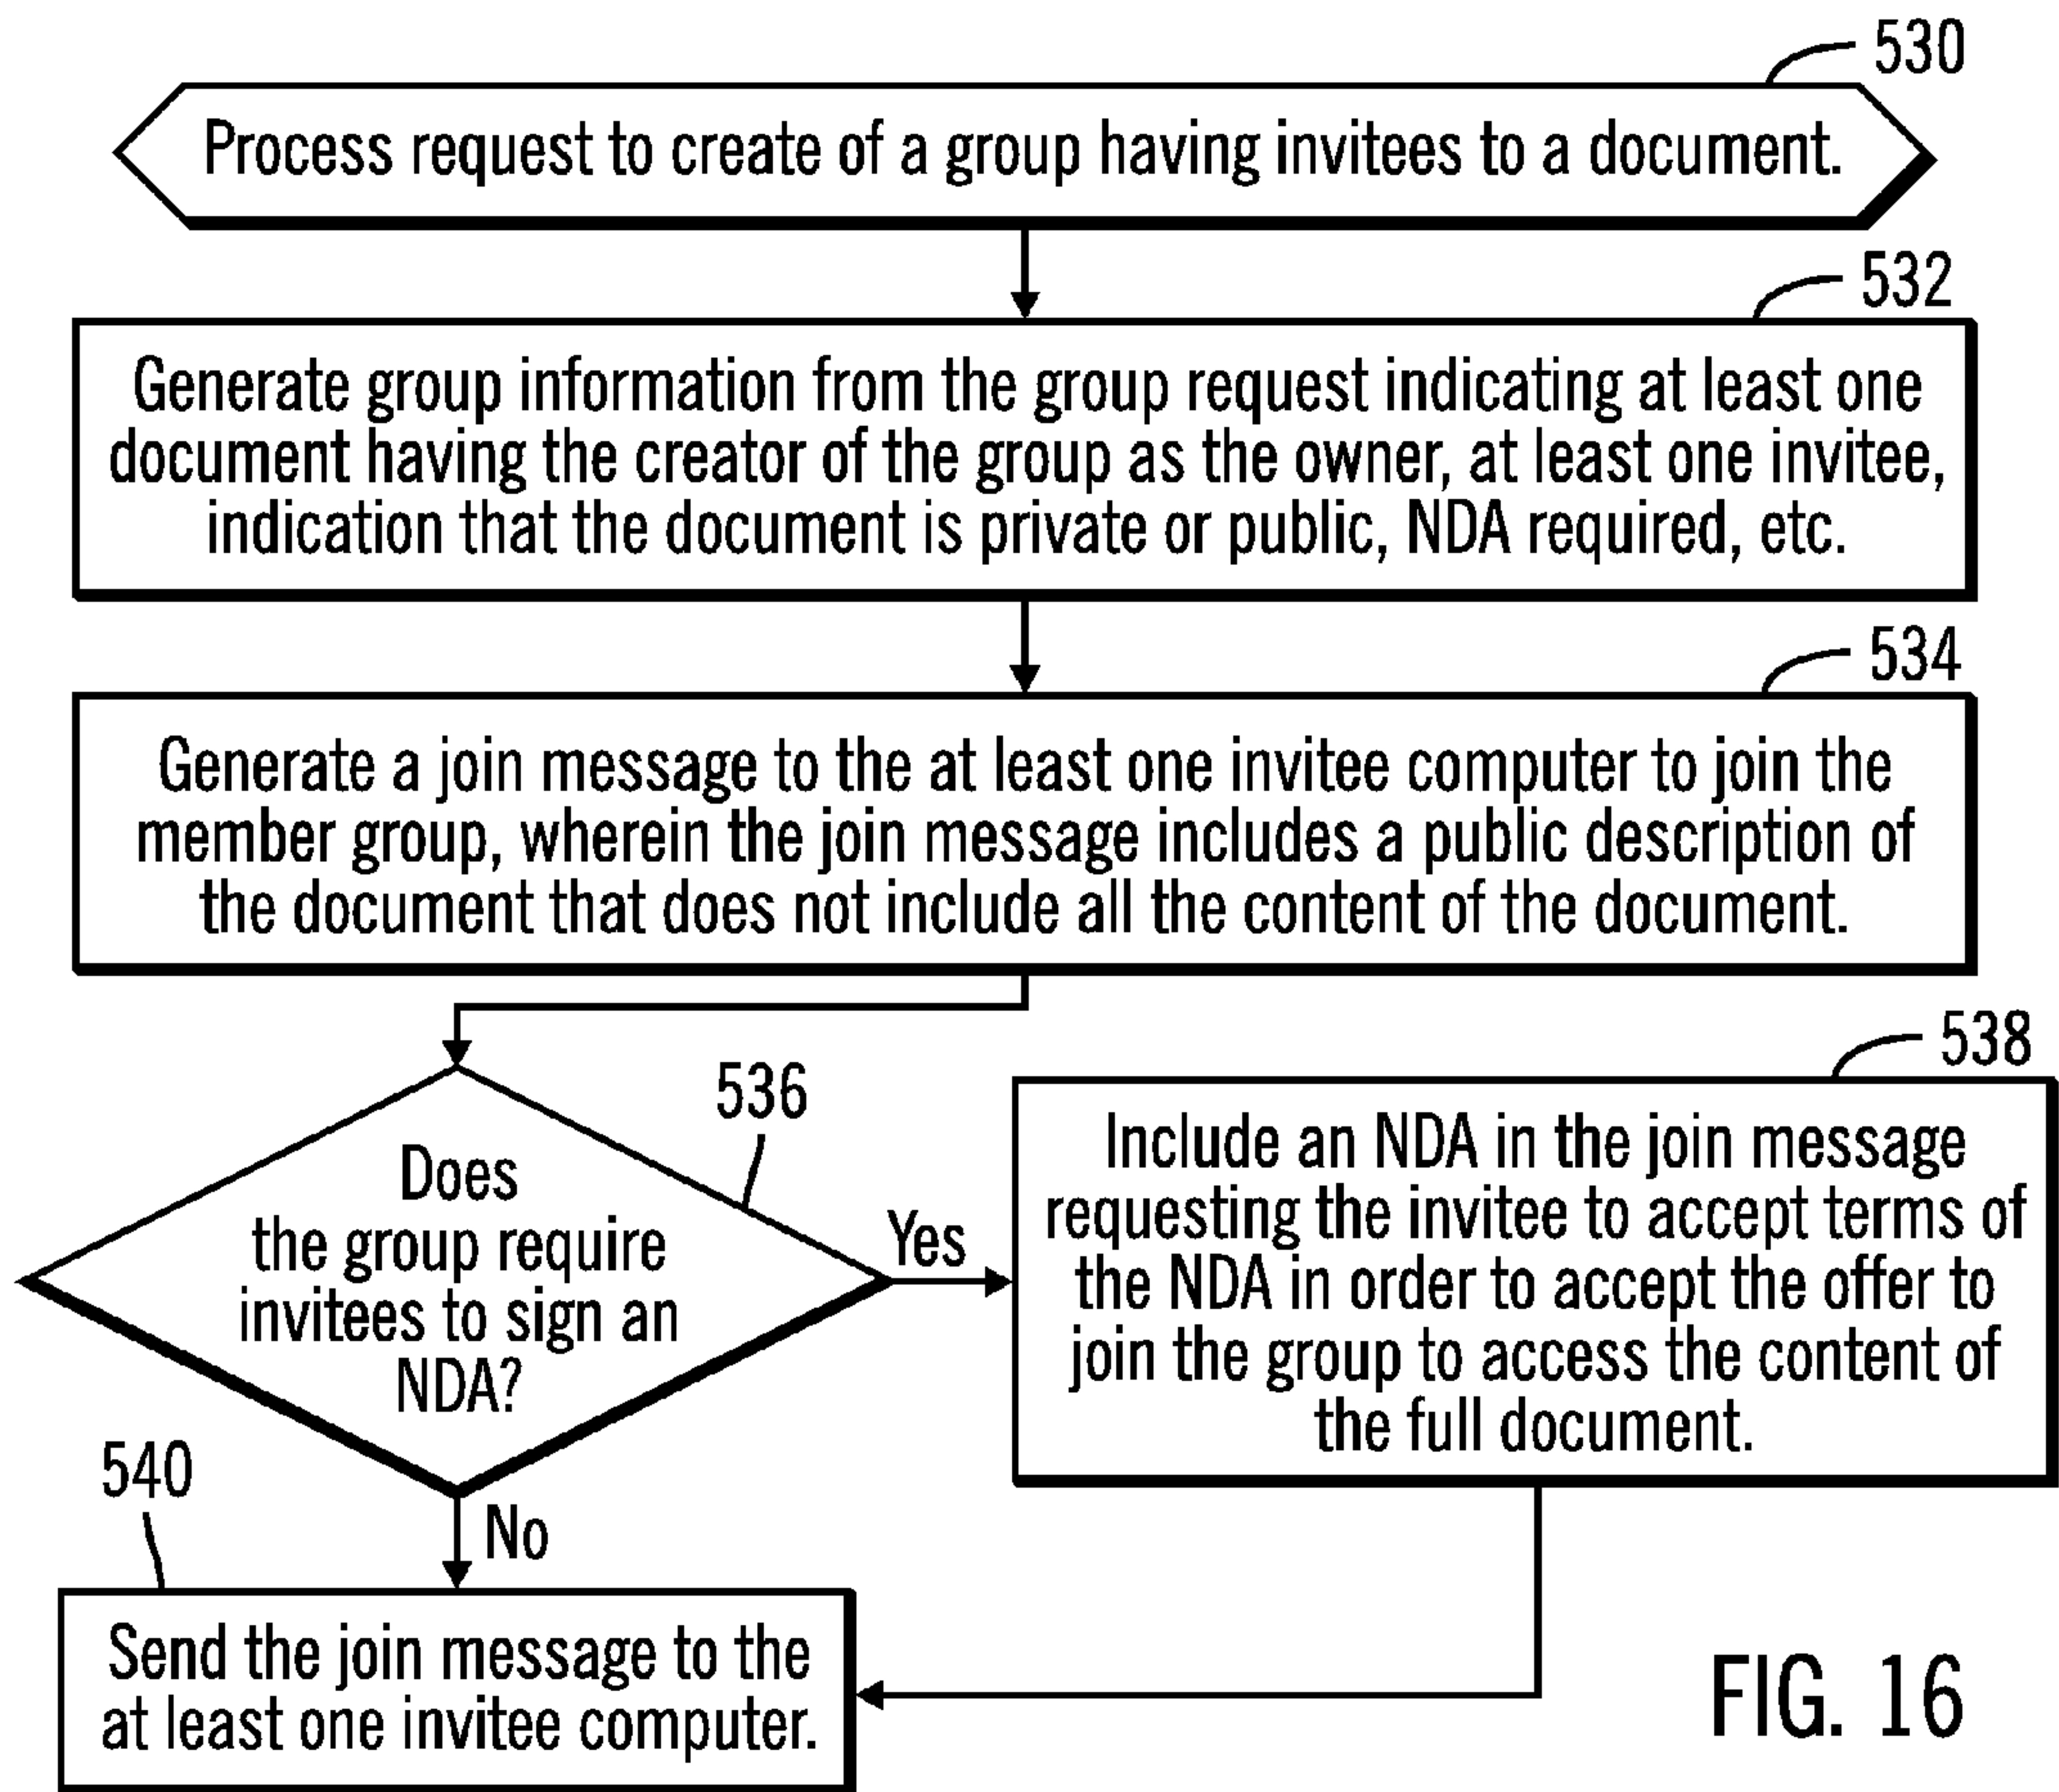 530
Process request to create of a group having invitees to a document.
532
Generate group information from the group request indicating at least one
document having the creator of the group as the owner, at least one invitee,
indication that the document is private or public, NDA required, etc.
534
Generate a join message to the at least one invitee computer to join the
member group, wherein the join message includes a public description of
the document that does not include all the content of the document.
536
Does
the group require
invitees to sign an
NDA?
Yes
538
Include an NDA in the join message
requesting the invitee to accept terms of
the NDA in order to accept the offer to
join the group to access the content of
the full document.
No
540
Send the join message to the
at least one invitee computer.
FIG. 16